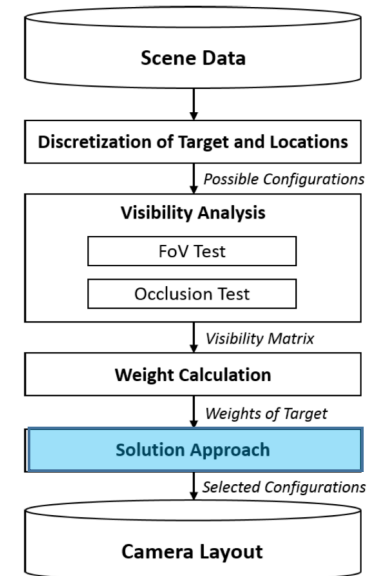 Scene Data
Discretization of Target and Locations
Possible Configurations
Visibility Analysis
FoV Test
Occlusion Test
Visibility Matrix
Weight Calculation
Weights of Target
Solution Approach
Selected Configurations
Camera Layout